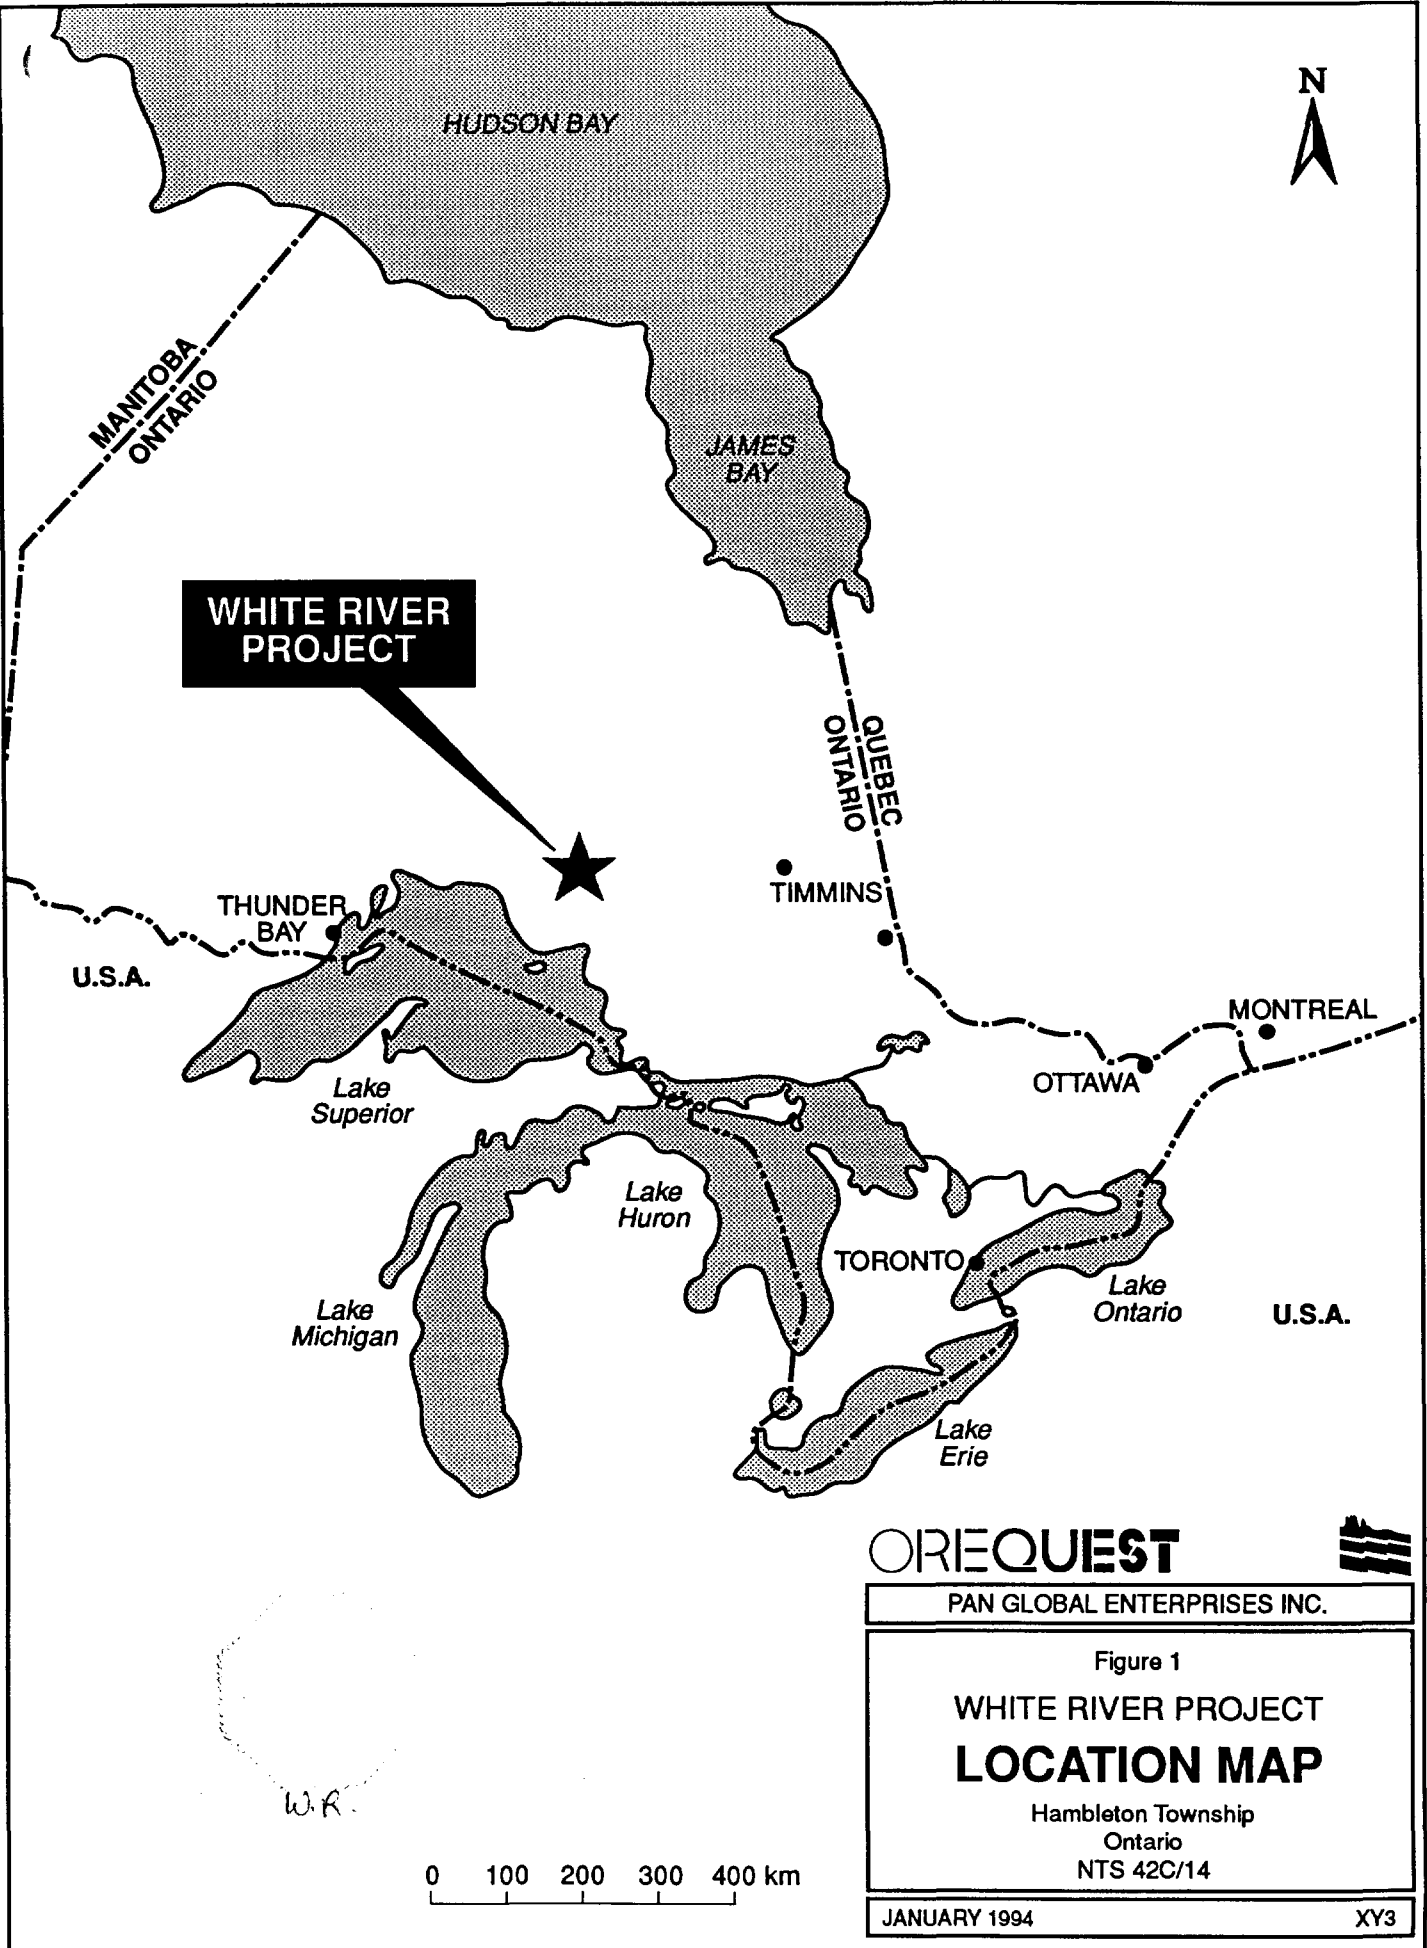 N
HUDSON BAY
MANITOBA
ONTARIO
JAMES
BAY
WHITE RIVER
PROJECT
QUEBEC
ONTARIO
TIMMINS
THUNDER
BAY
U.S.A.
MONTREAL
OTTAWA
Lake
Superior
Lake
Huron
TORONTO
Lake
Ontario
Lake
Michigan
U.S.A.
Lake
Erie
OREQUEST
PAN GLOBAL ENTERPRISES INC.
Figure 1
WHITE RIVER PROJECT
LOCATION MAP
Hambleton Township
Ontario
NTS 42C/14
W.R.
0 100 200 300 400 km
JANUARY 1994 XY3